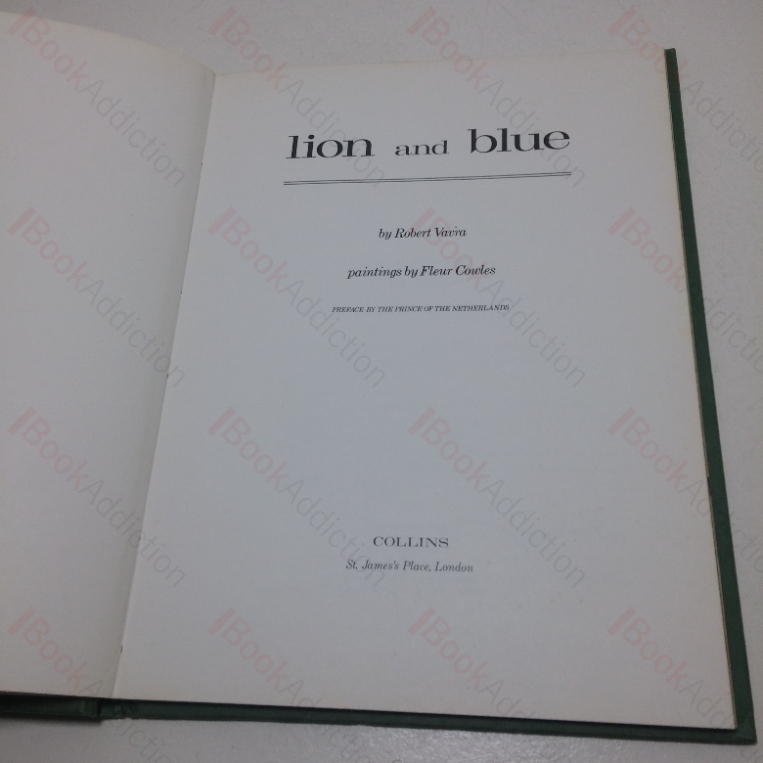 lion and blue
by Robert Vavra
paintings by Fleur Cowles
PREFACE BY THE PRINCE OF THE NETHERLANDS
COLLINS
St. James's Place, London
BookAddiction